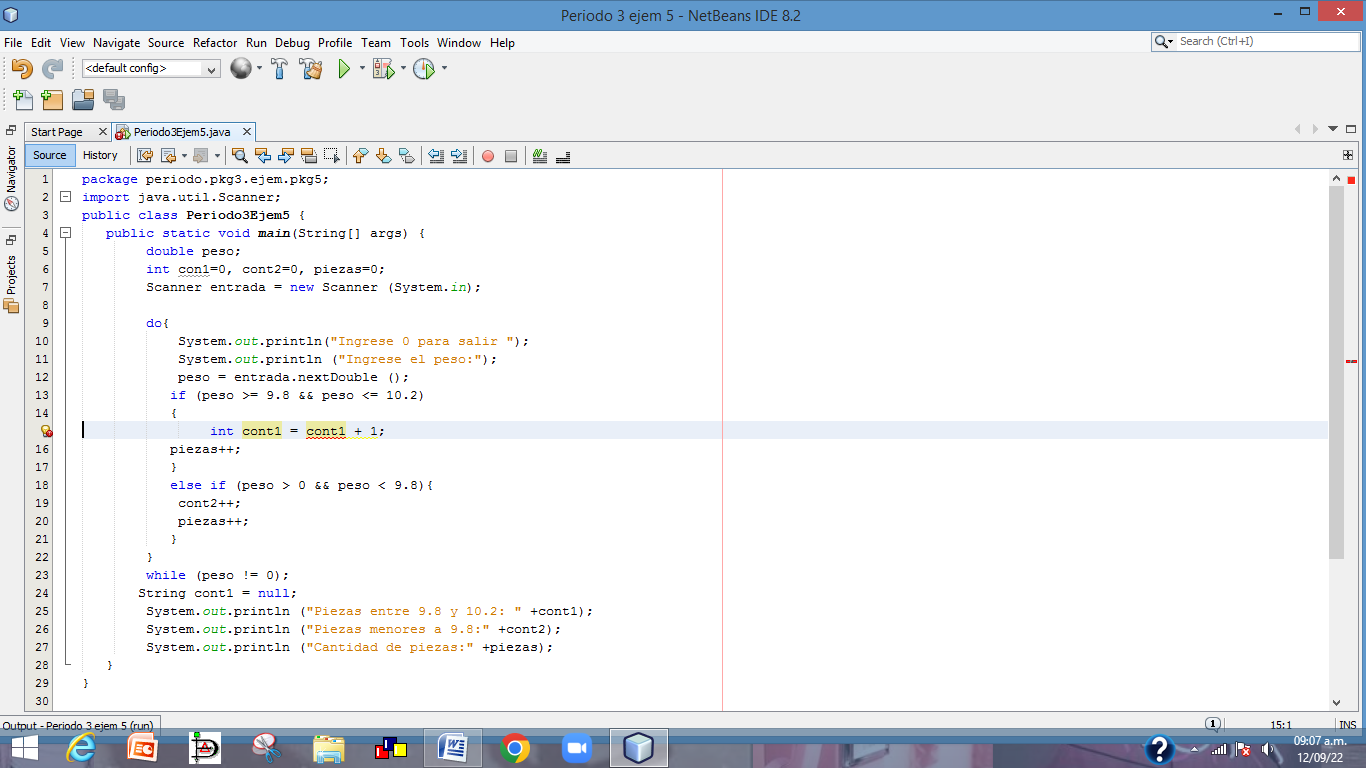 Periodo 3 ejem 5 - NetBeans IDE 8.2
File Edit View Navigate Source Refactor Run Debug Profile Team Tools Window Help
Search (Ctrl+I)
<default config>
Start Page
Periodo3Ejem5.java
Source History
Navigator
Projects
1 package periodo.pkg3.ejem.pkg5;
2 import java.util.Scanner;
3 public class Periodo3Ejem5 {
4 public static void main(String[] args) {
5 double peso;
6 int con1=0, cont2=0, piezas=0;
7 Scanner entrada = new Scanner (System.in);
8
9 do{
10 System.out.println("Ingrese 0 para salir ");
11 System.out.println ("Ingrese el peso:");
12 peso = entrada.nextDouble ();
13 if (peso >= 9.8 && peso <= 10.2)
14 {
int cont1 = cont1 + 1;
16 piezas++;
17 }
18 else if (peso > 0 && peso < 9.8){
19 cont2++;
20 piezas++;
21 }
22 }
23 while (peso != 0);
24 String cont1 = null;
25 System.out.println ("Piezas entre 9.8 y 10.2: " +cont1);
26 System.out.println ("Piezas menores a 9.8:" +cont2);
27 System.out.println ("Cantidad de piezas:" +piezas);
28 }
29 }
30
Output - Periodo 3 ejem 5 (run)
1
15:1
INS
09:07 a.m.
12/09/22